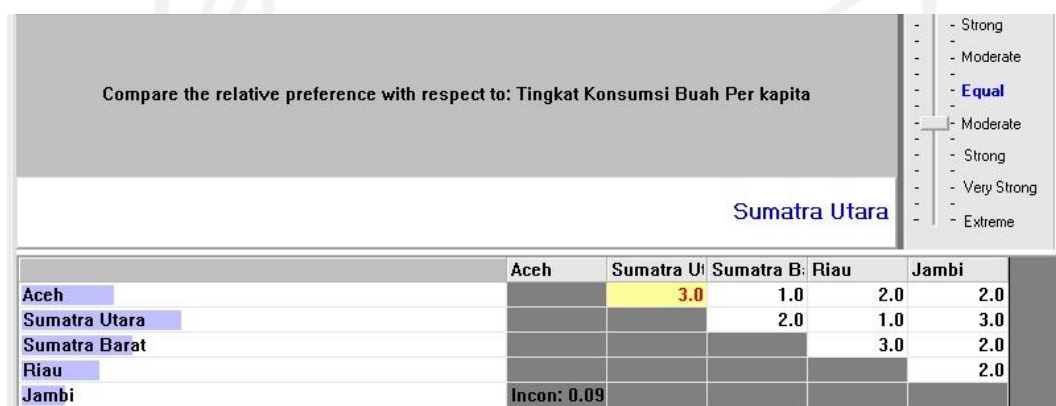 - Strong
- Moderate
Compare the relative preference with respect to: Tingkat Konsumsi Buah Per kapita
- Equal
- Moderate
- Strong
- Very Strong
Sumatra Utara
- Extreme
Aceh Sumatra Ut Sumatra B Riau Jambi
Aceh 3.0 1.0 2.0 2.0
Sumatra Utara 2.0 1.0 3.0
Sumatra Barat 3.0 2.0
Riau 2.0
Jambi Incon: 0.09